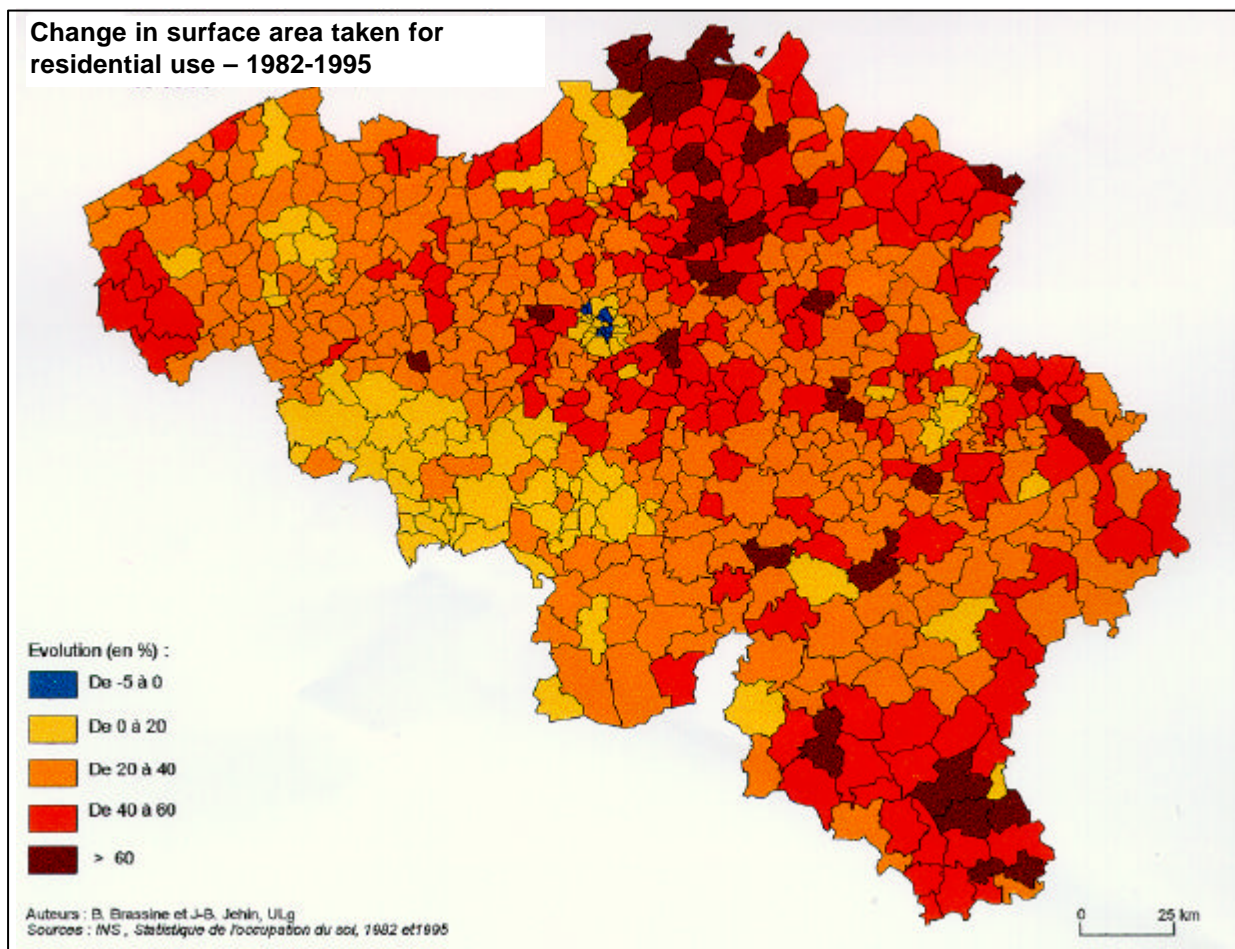 Change in surface area taken for
residential use – 1982-1995
Evolution (en %) :
De -5 à 0
De 0 à 20
De 20 à 40
De 40 à 60
> 60
Auteurs : B. Brassine et J-B. Jehin, ULg
Sources : INS , Statistique de l'occupation du sol, 1982 et1995
0 25 km